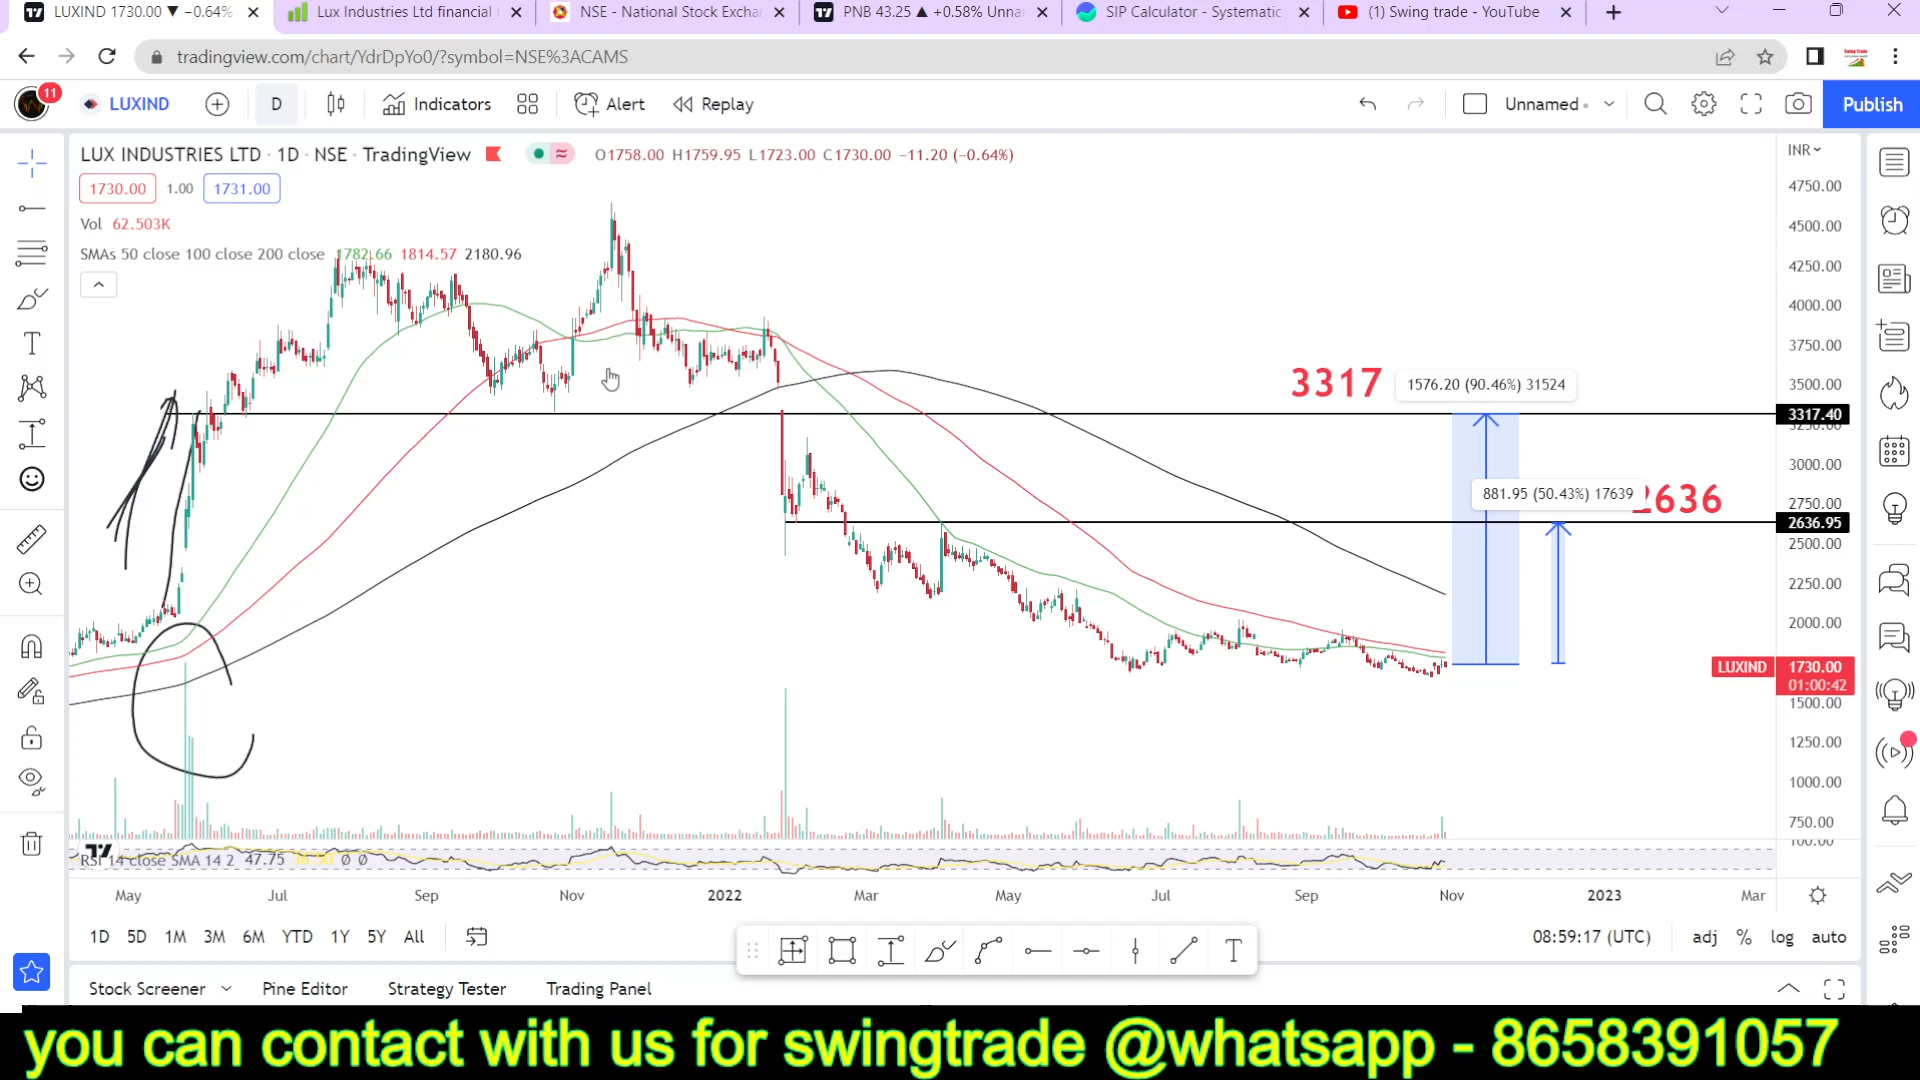 LUXIND 1730.00 ▼ −0.64%
Lux Industries Ltd financial
NSE - National Stock Exchar
PNB 43.25 ▲ +0.58% Unnar
SIP Calculator - Systematic
(1) Swing trade - YouTube
tradingview.com/chart/YdrDpYo0/?symbol=NSE%3ACAMS
11
LUXIND
D
Indicators
Alert
Replay
Unnamed
Publish
LUX INDUSTRIES LTD · 1D · NSE · TradingView
O1758.00 H1759.95 L1723.00 C1730.00 −11.20 (−0.64%)
INR
1730.00 1.00 1731.00
Vol 62.503K
SMAs 50 close 100 close 200 close 1782.66 1814.57 2180.96
4750.00
4500.00
4250.00
4000.00
3750.00
3500.00
3317 1576.20 (90.46%) 31524
3317.40
3250.00
3000.00
2750.00
881.95 (50.43%) 17639 2636
2636.95
2500.00
2250.00
2000.00
LUXIND 1730.00
01:00:42
1500.00
1250.00
1000.00
750.00
100.00
RSI 14 close SMA 14 2 47.75 Ø Ø
May Jul Sep Nov 2022 Mar May Jul Sep Nov 2023 Mar
1D 5D 1M 3M 6M YTD 1Y 5Y All
08:59:17 (UTC) adj % log auto
Stock Screener Pine Editor Strategy Tester Trading Panel
you can contact with us for swingtrade @whatsapp - 8658391057